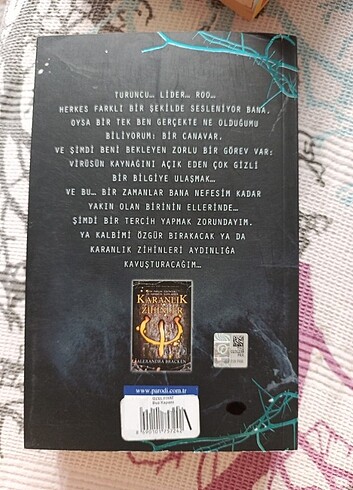 TURUNCU... LİDER... ROO...
HERKES FARKLI BİR ŞEKİLDE SESLENİYOR BANA,
OYSA BİR TEK BEN GERÇEKTE NE OLDUĞUMU
BİLİYORUM: BİR CANAVAR.
VE ŞİMDİ BENİ BEKLEYEN ZORLU BİR GÖREV VAR:
VİRÜSÜN KAYNAĞINI AÇIK EDEN ÇOK GİZLİ
BİR BİLGİYE ULAŞMAK...
VE BU... BİR ZAMANLAR BANA NEFESİM KADAR
YAKIN OLAN BİRİNİN ELLERİNDE...
ŞİMDİ BİR TERCİH YAPMAK ZORUNDAYIM.
YA KALBİMİ ÖZGÜR BIRAKACAK YA DA
KARANLIK ZİHİNLERİ AYDINLIĞA
KAVUŞTURACAĞIM...
KARANLIK
ZİHİNLER
ALEXANDRA BRACKEN
www.parodi.com.tr